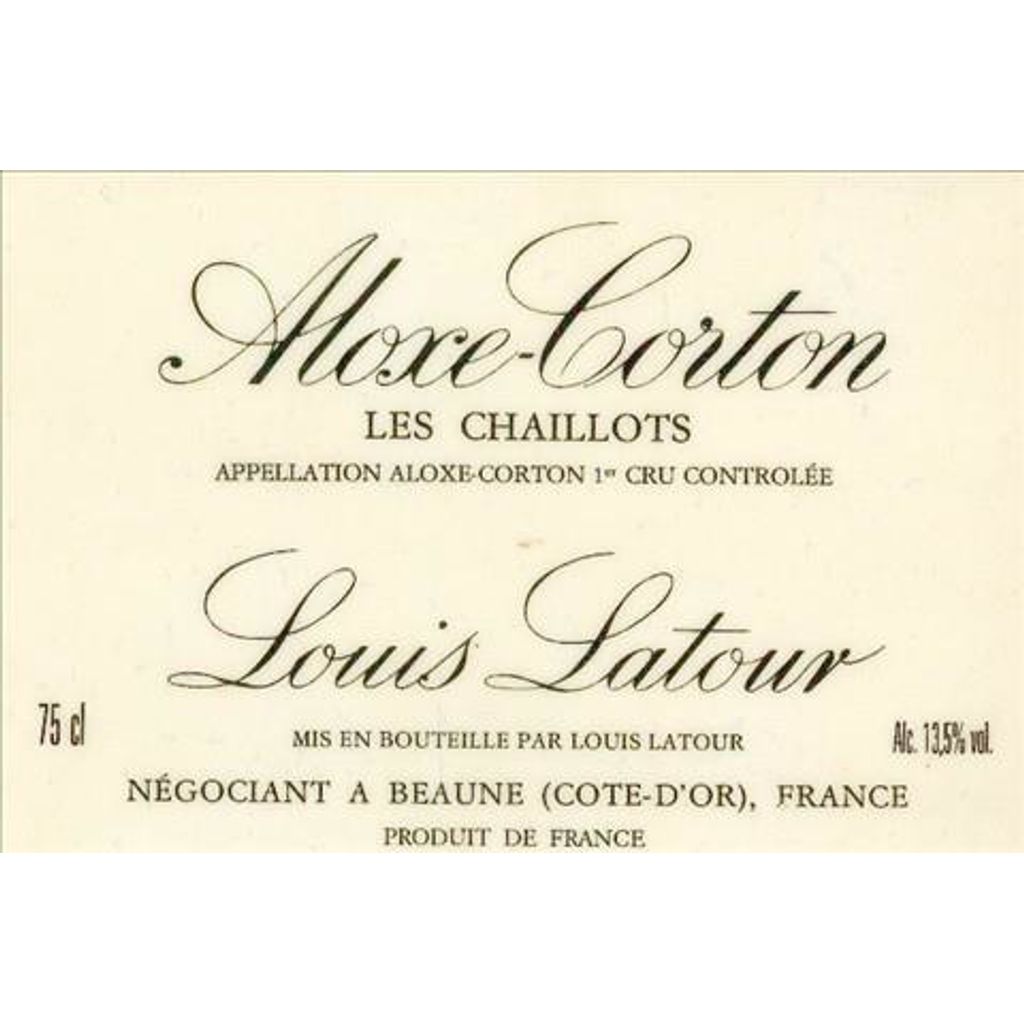 Aloxe-Corton
LES CHAILLOTS
APPELLATION ALOXE-CORTON 1er CRU CONTROLÉE
Louis Latour
75 cl
MIS EN BOUTEILLE PAR LOUIS LATOUR
Alc. 13,5% vol.
NÉGOCIANT A BEAUNE (COTE-D'OR), FRANCE
PRODUIT DE FRANCE